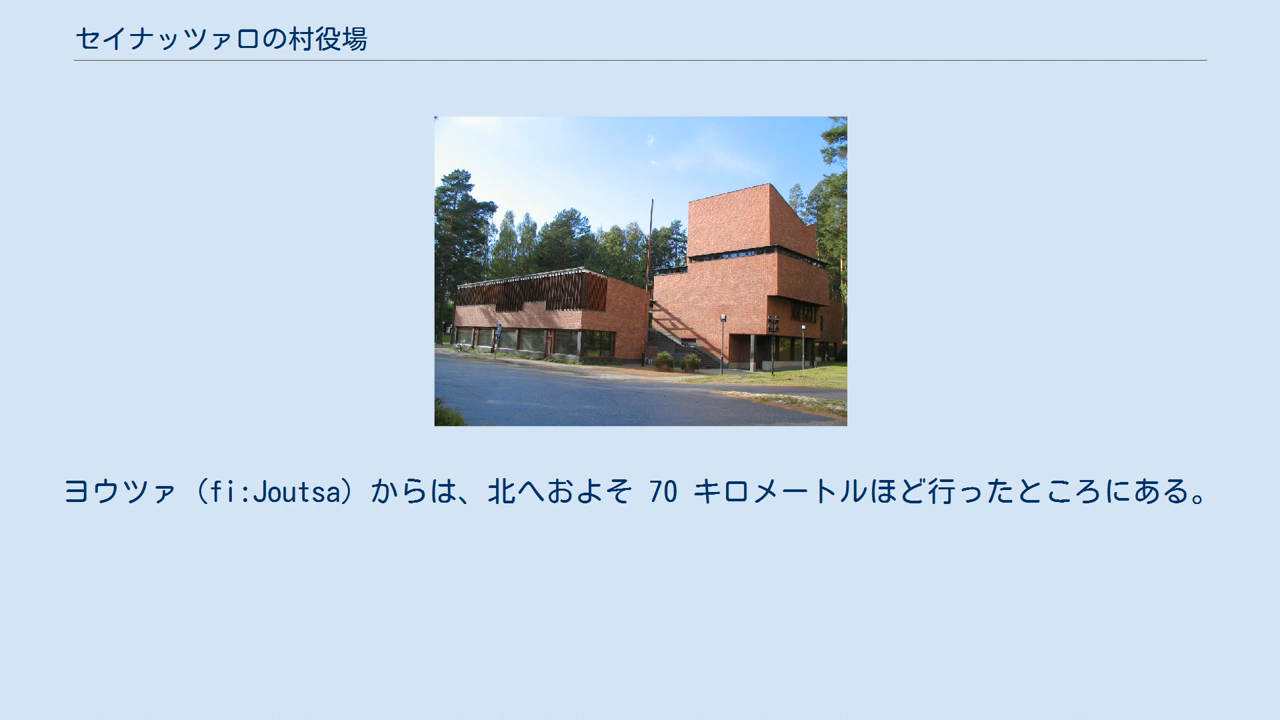 セイナッツァロの村役場
ヨウツァ（fi:Joutsa）からは、北へおよそ 70 キロメートルほど行ったところにある。